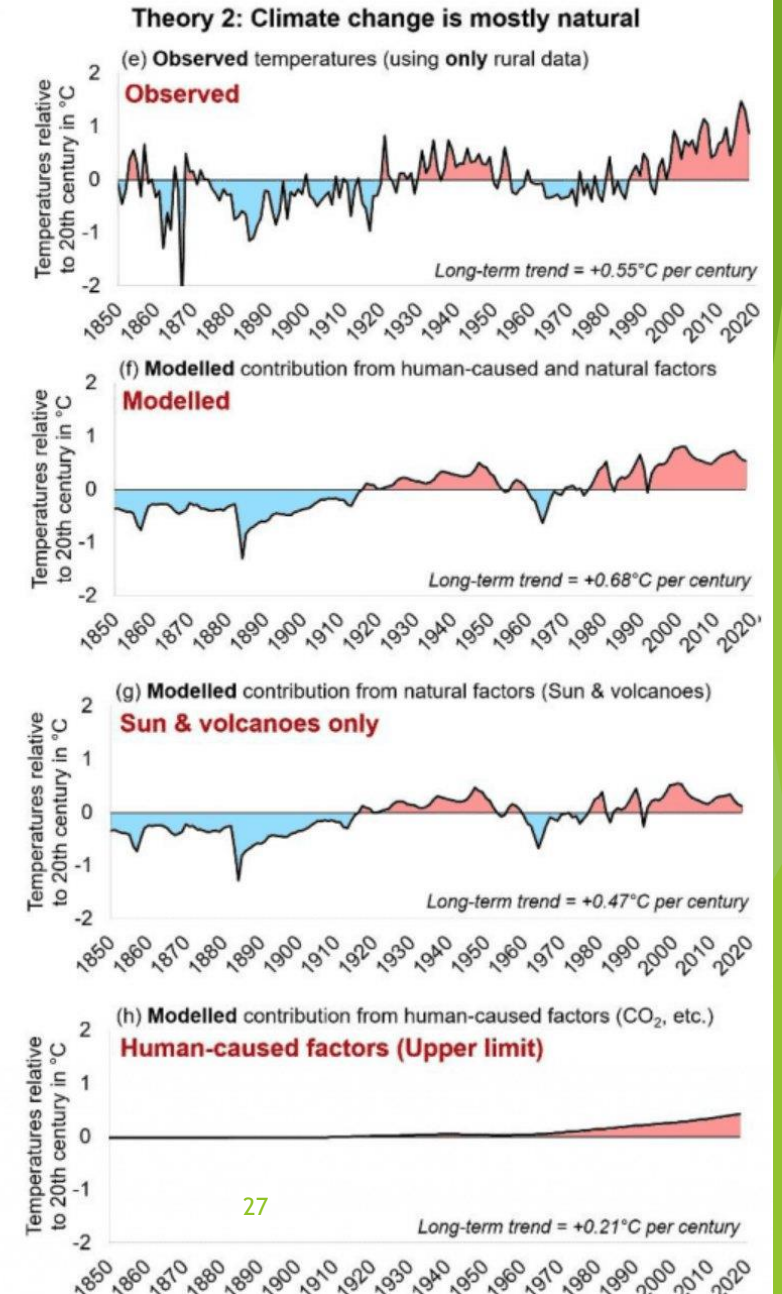 Theory 2: Climate change is mostly natural
(e) Observed temperatures (using only rural data)
Observed
Temperatures relative
to 20th century in °C
2
1
0
-1
-2
Long-term trend = +0.55°C per century
1850 1860 1870 1880 1890 1900 1910 1920 1930 1940 1950 1960 1970 1980 1990 2000 2010 2020
(f) Modelled contribution from human-caused and natural factors
Modelled
Temperatures relative
to 20th century in °C
2
1
0
-1
-2
Long-term trend = +0.68°C per century
1850 1860 1870 1880 1890 1900 1910 1920 1930 1940 1950 1960 1970 1980 1990 2000 2010 2020,
(g) Modelled contribution from natural factors (Sun & volcanoes)
Sun & volcanoes only
Temperatures relative
to 20th century in °C
2
1
0
-1
-2
Long-term trend = +0.47°C per century
1850 1860 1870 1880 1890 1900 1910 1920 1930 1940 1950 1960 1970 1980 1990 2000 2010 2020
(h) Modelled contribution from human-caused factors (CO₂, etc.)
Human-caused factors (Upper limit)
Temperatures relative
to 20th century in °C
2
1
0
-1
-2
27
Long-term trend = +0.21°C per century
1850 1860 1870 1880 1890 1900 1910 1920 1930 1940 1950 1960 1970 1980 1990 2000 2010 2020